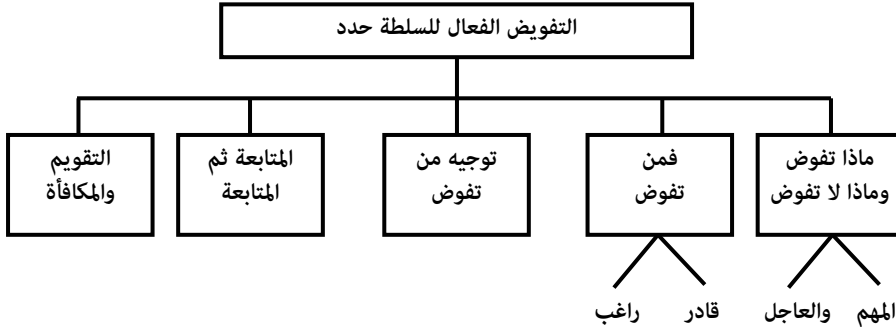 التفويض الفعال للسلطة حدد
ماذا تفوض
وماذا لا تفوض
فمن
تفوض
توجيه من
تفوض
المتابعة ثم
المتابعة
التقويم
والمكافأة
المهم
والعاجل
قادر
راغب